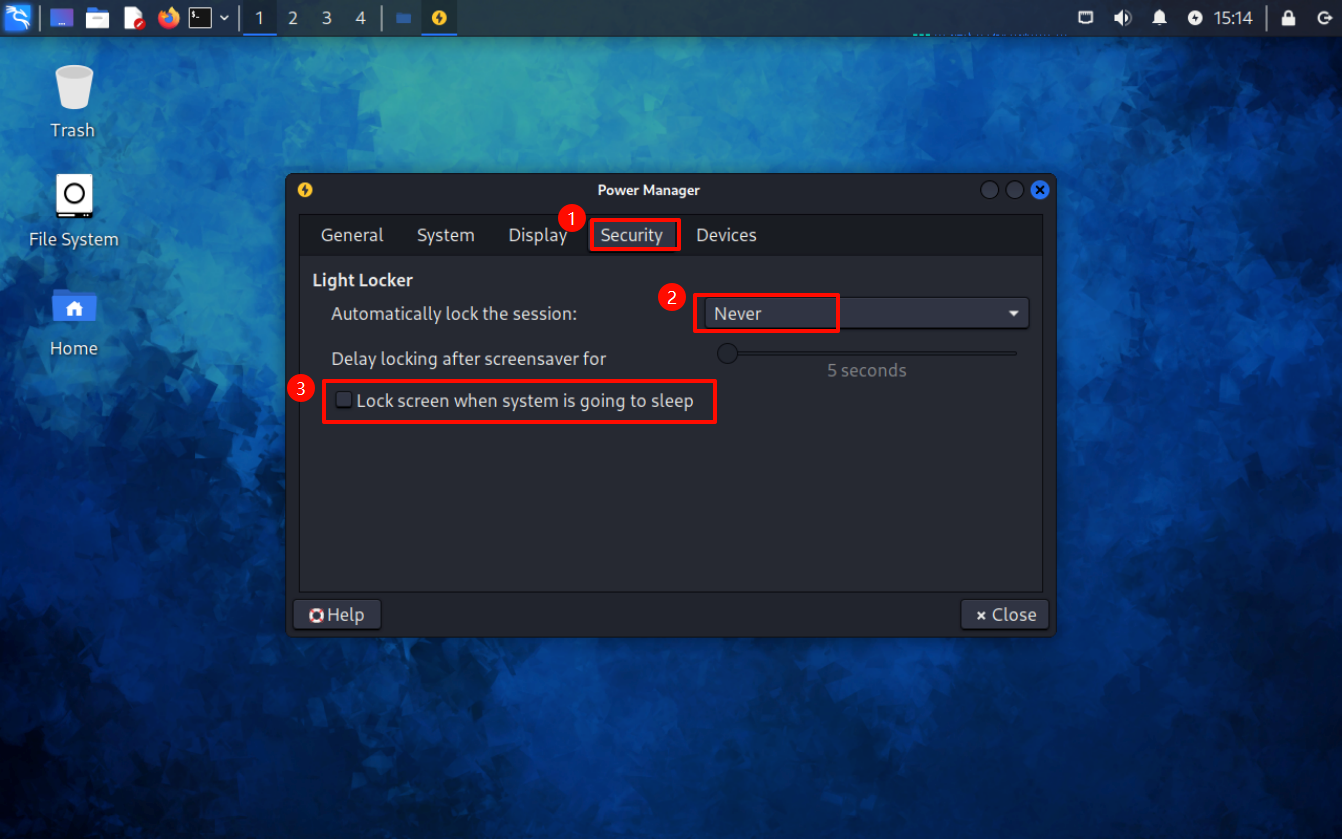 1 2 3 4 15:14
Trash
File System
Home
Power Manager
1
General System Display Security Devices
Light Locker
2
Automatically lock the session: Never
Delay locking after screensaver for
5 seconds
3
Lock screen when system is going to sleep
Help × Close